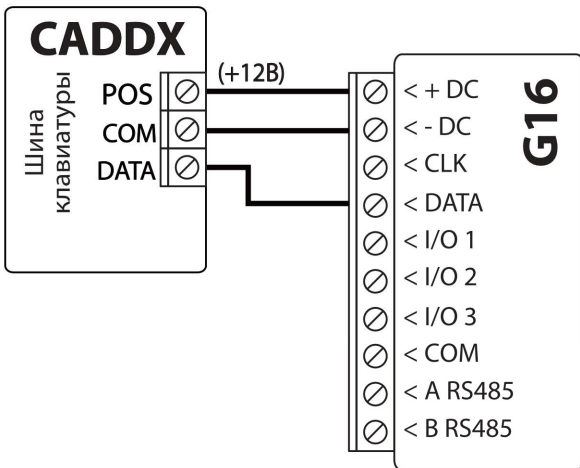 CADDX
Шина
клавиатуры
POS
COM
DATA
(+12В)
G16
< + DC
< - DC
< CLK
< DATA
< I/O 1
< I/O 2
< I/O 3
< COM
< A RS485
< B RS485